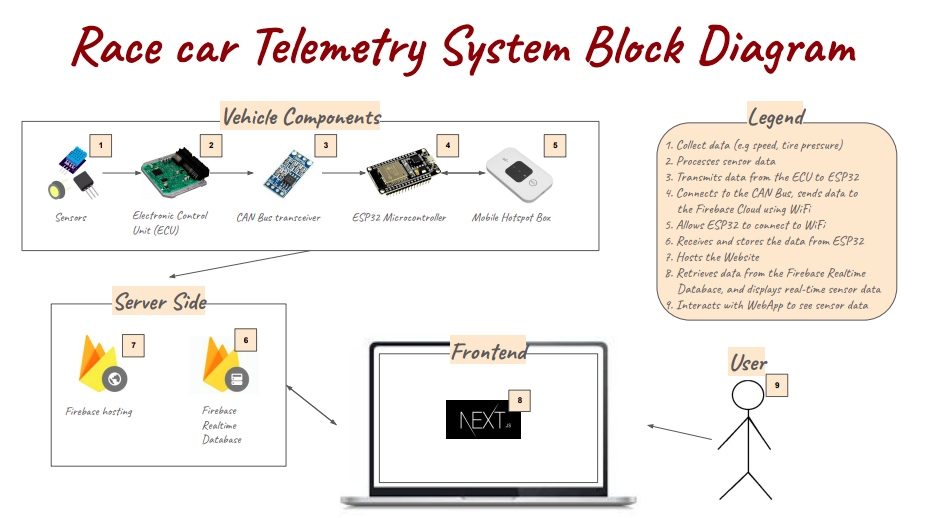 Race car Telemetry System Block Diagram
Vehicle Components
1
2
3
4
5
Sensors
Electronic Control
Unit (ECU)
CAN Bus transceiver
ESP32 Microcontroller
Mobile Hotspot Box
Legend
1. Collect data (e.g speed, tire pressure)
2. Processes sensor data
3. Transmits data from the ECU to ESP32
4. Connects to the CAN Bus, sends data to
the Firebase Cloud using WiFi
5. Allows ESP32 to connect to WiFi
6. Receives and stores the data from ESP32
7. Hosts the Website
8. Retrieves data from the Firebase Realtime
Database, and displays real-time sensor data
9. Interacts with WebApp to see sensor data
Server Side
7
6
Firebase hosting
Firebase
Realtime
Database
Frontend
8
NEXT.JS
User
9